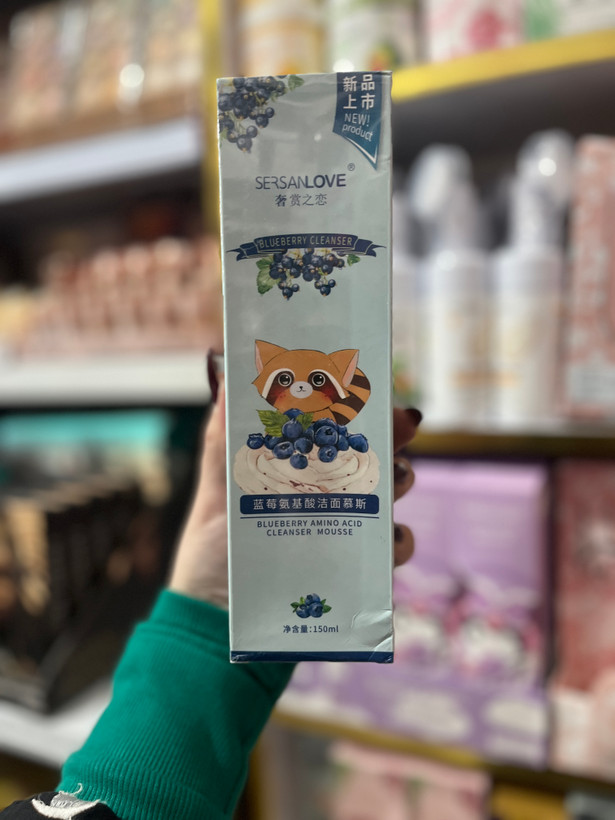 新品
上市
NEW!
product
SERSANLOVE®
奢赏之恋
BLUEBERRY CLEANSER
蓝莓氨基酸洁面慕斯
BLUEBERRY AMINO ACID
CLEANSER MOUSSE
净含量:150ml